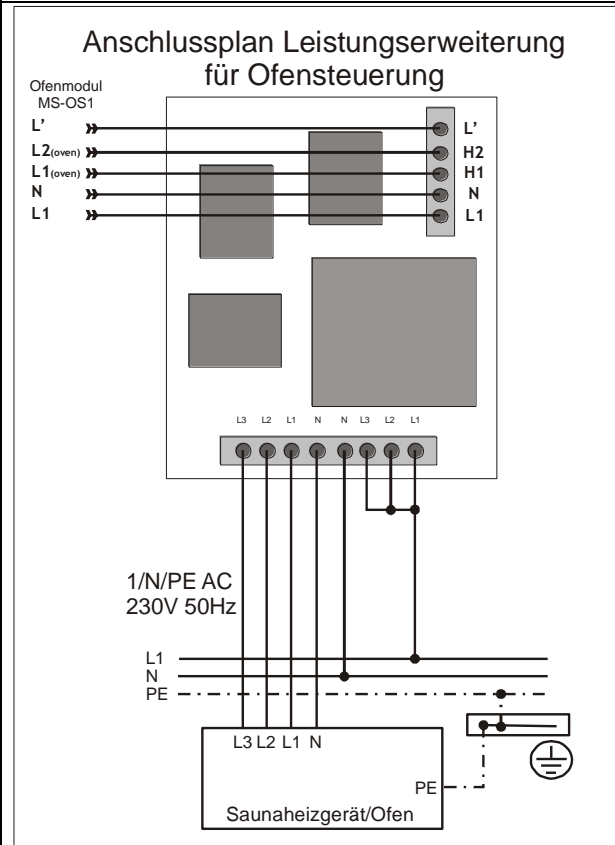 Anschlussplan Leistungserweiterung
für Ofensteuerung
Ofenmodul
MS-OS1
L' L'
L2(oven) H2
L1(oven) H1
N N
L1 L1
L3 L2 L1 N N L3 L2 L1
1/N/PE AC
230V 50Hz
L1
N
PE
L3 L2 L1 N
PE
Saunaheizgerät/Ofen